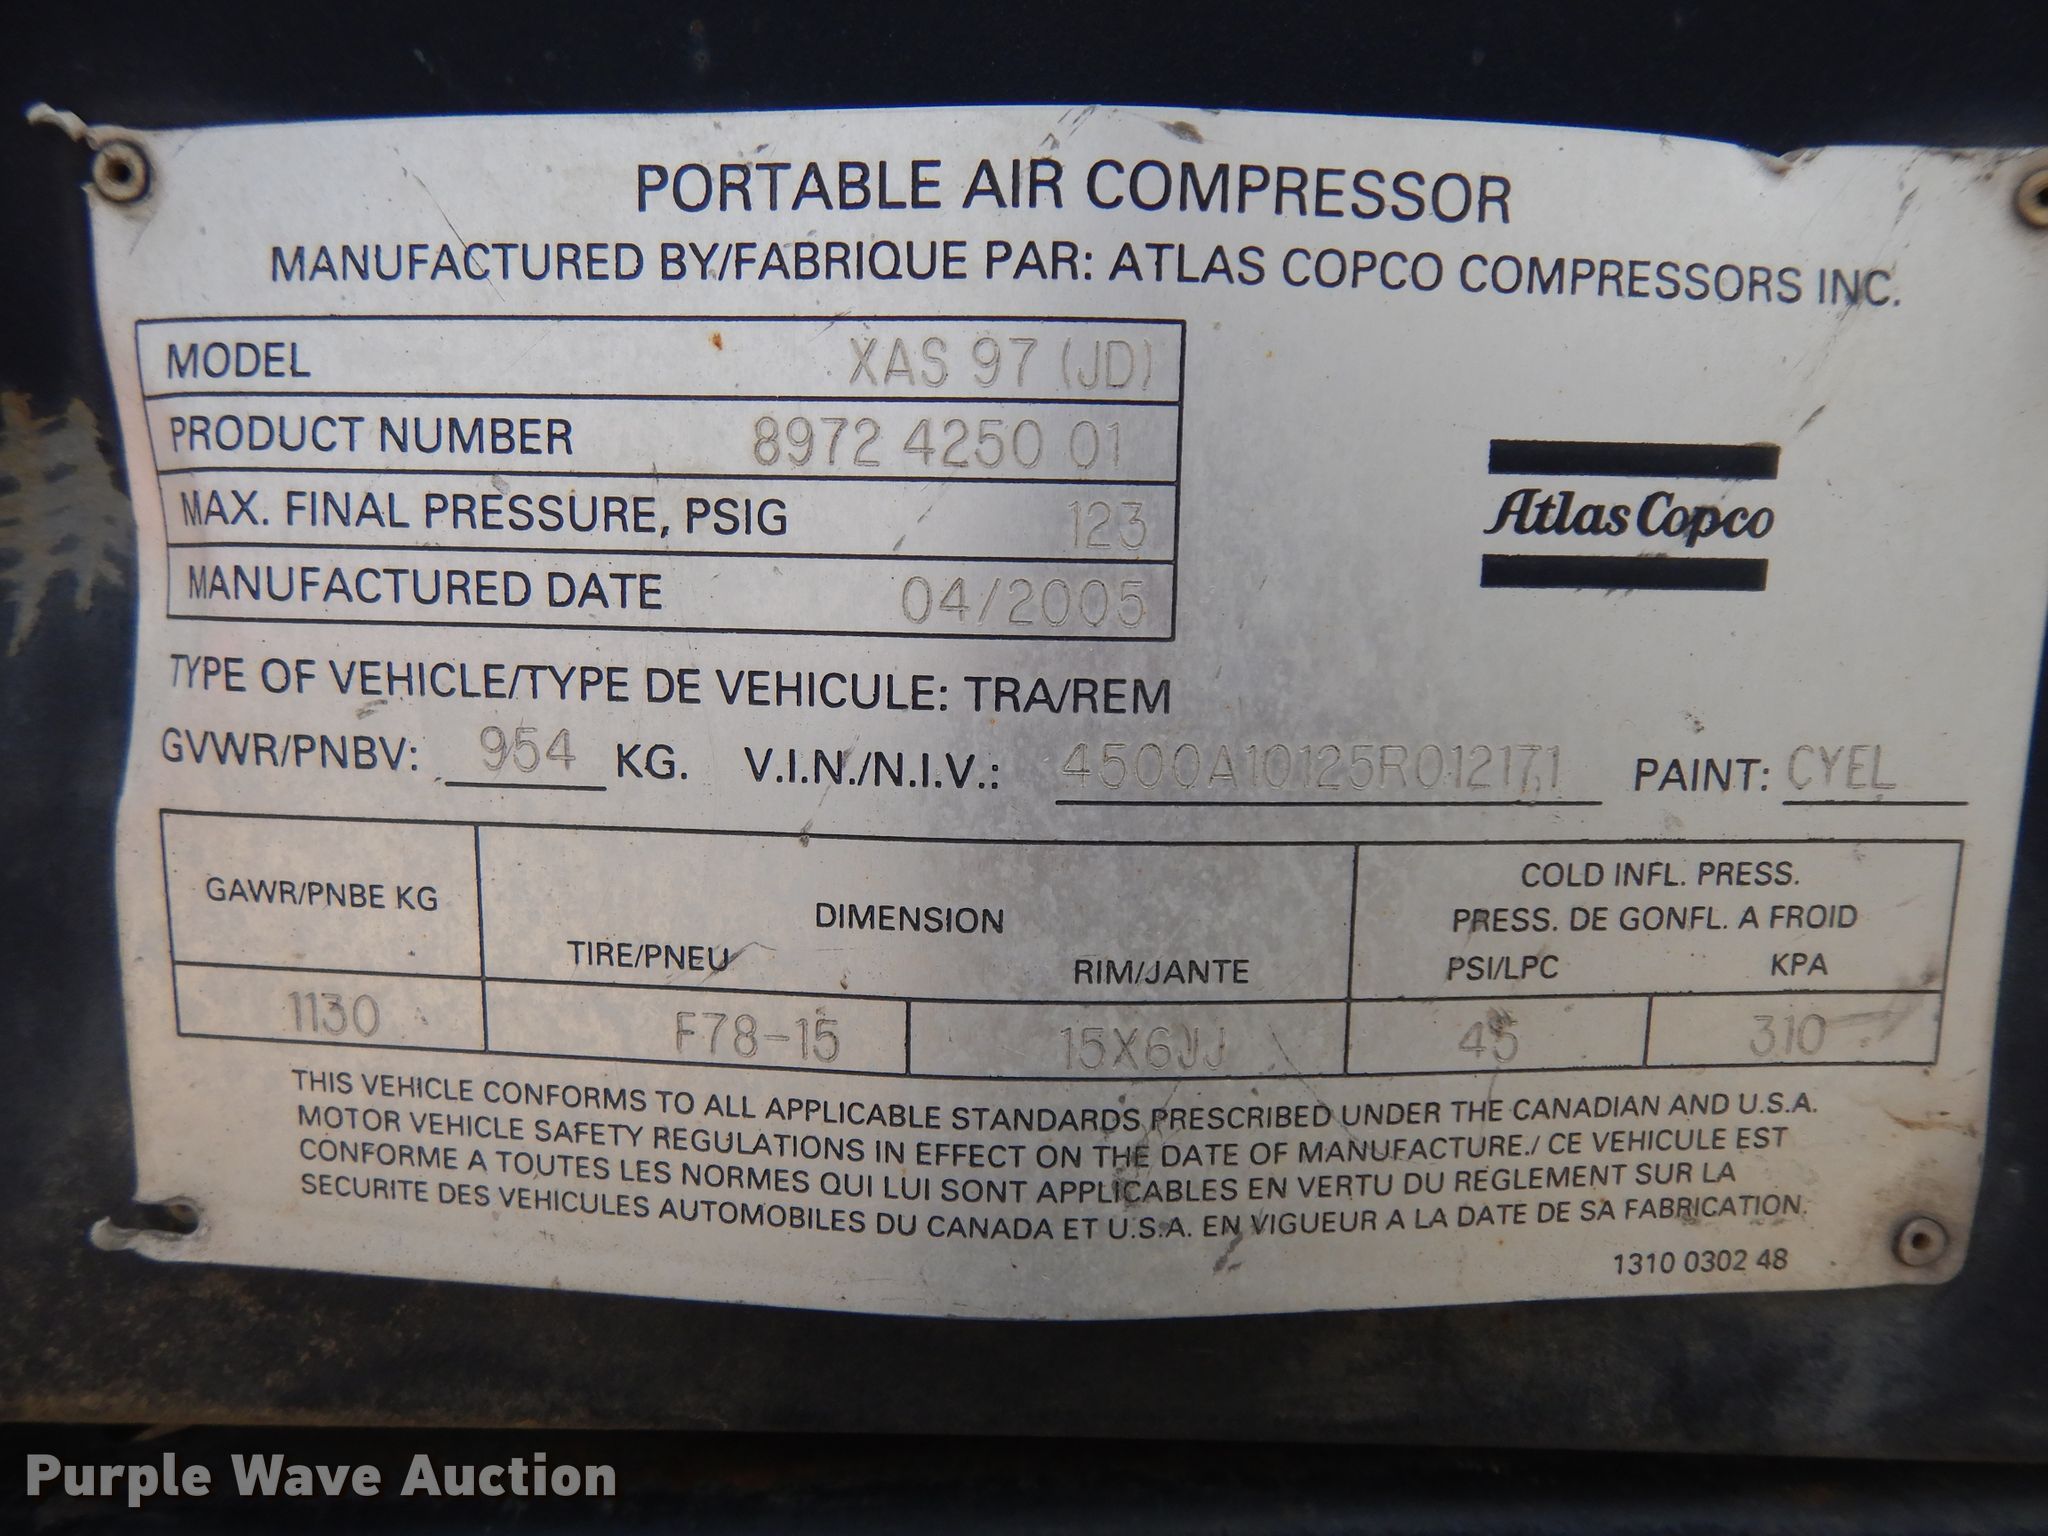 PORTABLE AIR COMPRESSOR
MANUFACTURED BY/FABRIQUE PAR: ATLAS COPCO COMPRESSORS INC.
MODEL XAS 97 (JD)
PRODUCT NUMBER 8972 4250 01
MAX. FINAL PRESSURE, PSIG 123
MANUFACTURED DATE 04/2005
Atlas Copco
TYPE OF VEHICLE/TYPE DE VEHICULE: TRA/REM
GVWR/PNBV: 954 KG. V.I.N./N.I.V.: 4500A10125R012171 PAINT: CYEL
GAWR/PNBE KG
DIMENSION
TIRE/PNEU RIM/JANTE
COLD INFL. PRESS.
PRESS. DE GONFL. A FROID
PSI/LPC KPA
1130 F78-15 15X6JJ 45 310
THIS VEHICLE CONFORMS TO ALL APPLICABLE STANDARDS PRESCRIBED UNDER THE CANADIAN AND U.S.A.
MOTOR VEHICLE SAFETY REGULATIONS IN EFFECT ON THE DATE OF MANUFACTURE./ CE VEHICULE EST
CONFORME A TOUTES LES NORMES QUI LUI SONT APPLICABLES EN VERTU DU REGLEMENT SUR LA
SECURITE DES VEHICULES AUTOMOBILES DU CANADA ET U.S.A. EN VIGUEUR A LA DATE DE SA FABRICATION.
1310 0302 48
Purple Wave Auction